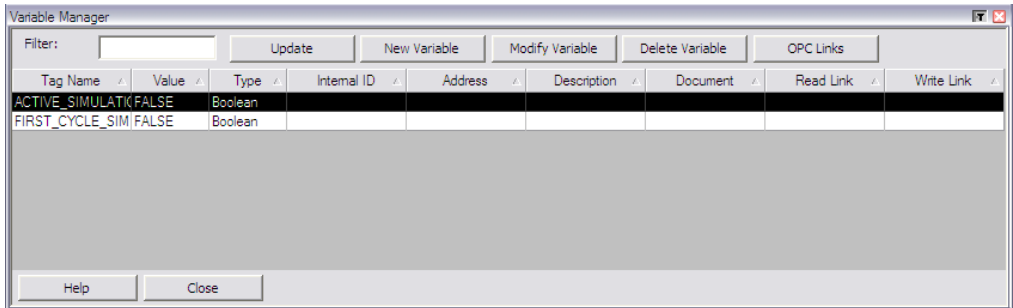 Variable Manager
Filter: Update New Variable Modify Variable Delete Variable OPC Links
Tag Name Value Type Internal ID Address Description Document Read Link Write Link
ACTIVE_SIMULATIO FALSE Boolean
FIRST_CYCLE_SIM FALSE Boolean
Help Close